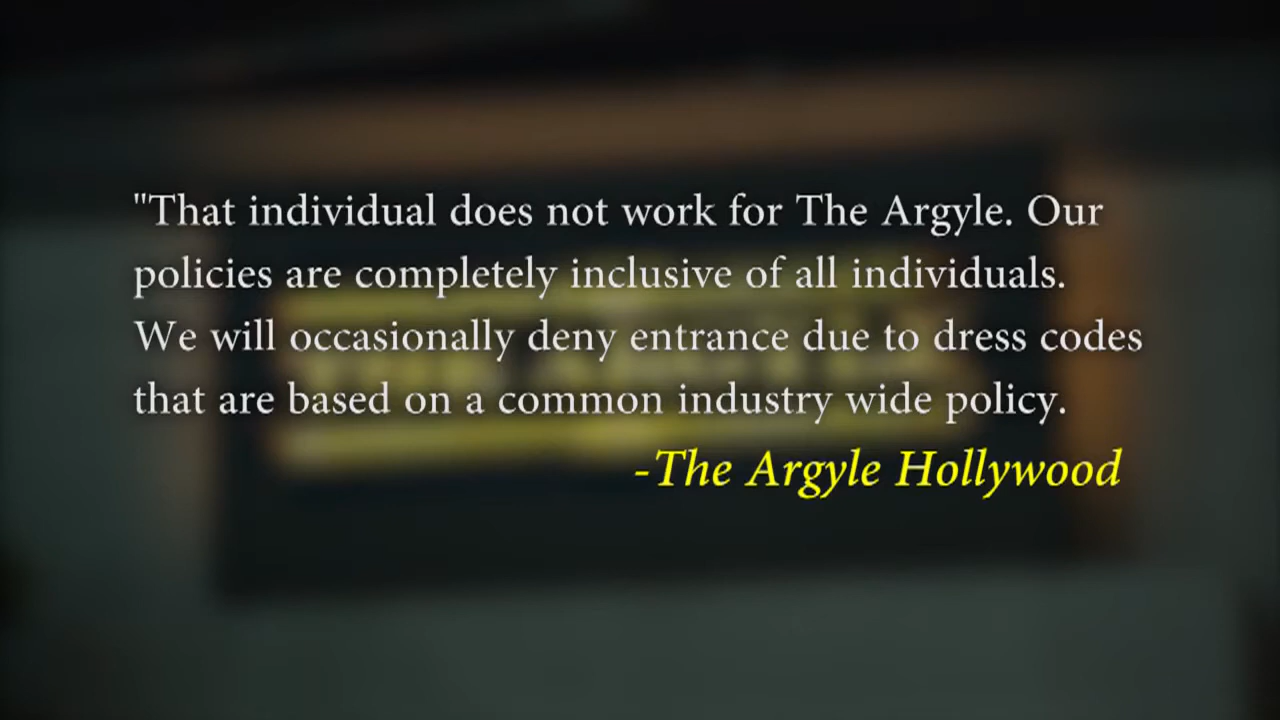 "That individual does not work for The Argyle. Our
policies are completely inclusive of all individuals.
We will occasionally deny entrance due to dress codes
that are based on a common industry wide policy.
-The Argyle Hollywood